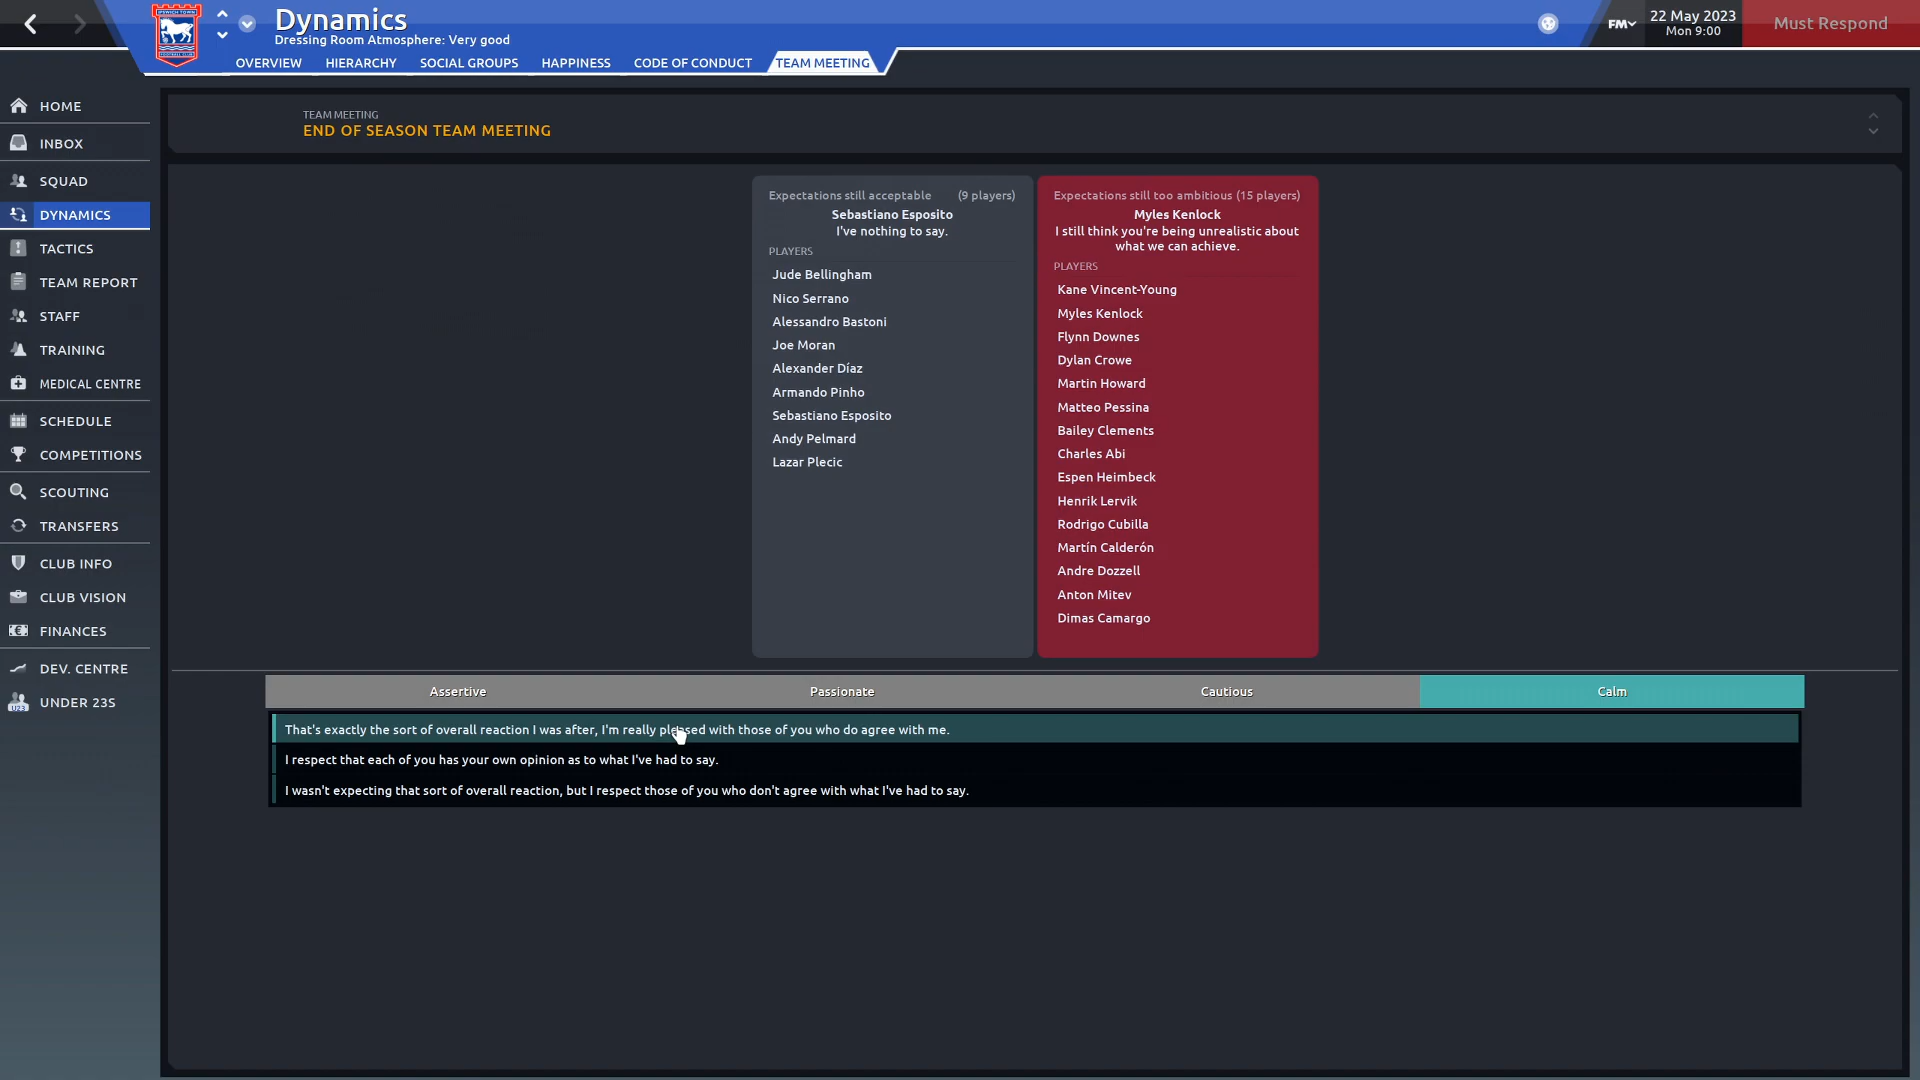 Dynamics
Dressing Room Atmosphere: Very good
FM
22 May 2023
Mon 9:00
Must Respond
OVERVIEW
HIERARCHY
SOCIAL GROUPS
HAPPINESS
CODE OF CONDUCT
TEAM MEETING
HOME
INBOX
SQUAD
DYNAMICS
TACTICS
TEAM REPORT
STAFF
TRAINING
MEDICAL CENTRE
SCHEDULE
COMPETITIONS
SCOUTING
TRANSFERS
CLUB INFO
CLUB VISION
FINANCES
DEV. CENTRE
UNDER 23S
TEAM MEETING
END OF SEASON TEAM MEETING
Expectations still acceptable (9 players)
Sebastiano Esposito
I've nothing to say.
PLAYERS
Jude Bellingham
Nico Serrano
Alessandro Bastoni
Joe Moran
Alexander Díaz
Armando Pinho
Sebastiano Esposito
Andy Pelmard
Lazar Plecic
Expectations still too ambitious (15 players)
Myles Kenlock
I still think you're being unrealistic about
what we can achieve.
PLAYERS
Kane Vincent-Young
Myles Kenlock
Flynn Downes
Dylan Crowe
Martin Howard
Matteo Pessina
Bailey Clements
Charles Abi
Espen Heimbeck
Henrik Lervik
Rodrigo Cubilla
Martín Calderón
Andre Dozzell
Anton Mitev
Dimas Camargo
Assertive
Passionate
Cautious
Calm
That's exactly the sort of overall reaction I was after, I'm really pleased with those of you who do agree with me.
I respect that each of you has your own opinion as to what I've had to say.
I wasn't expecting that sort of overall reaction, but I respect those of you who don't agree with what I've had to say.